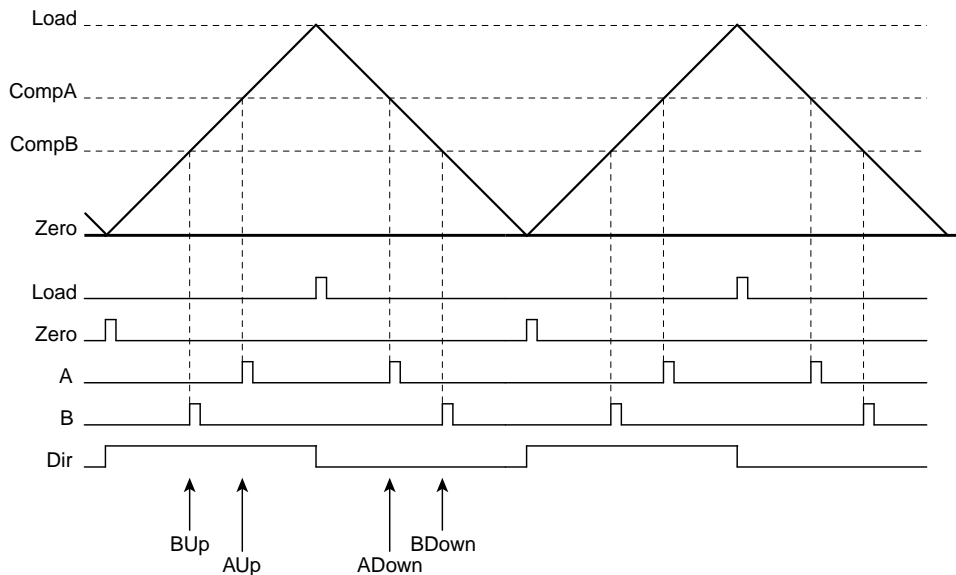 Load
CompA
CompB
Zero
Load
Zero
A
B
Dir
BUp
BDown
AUp
ADown